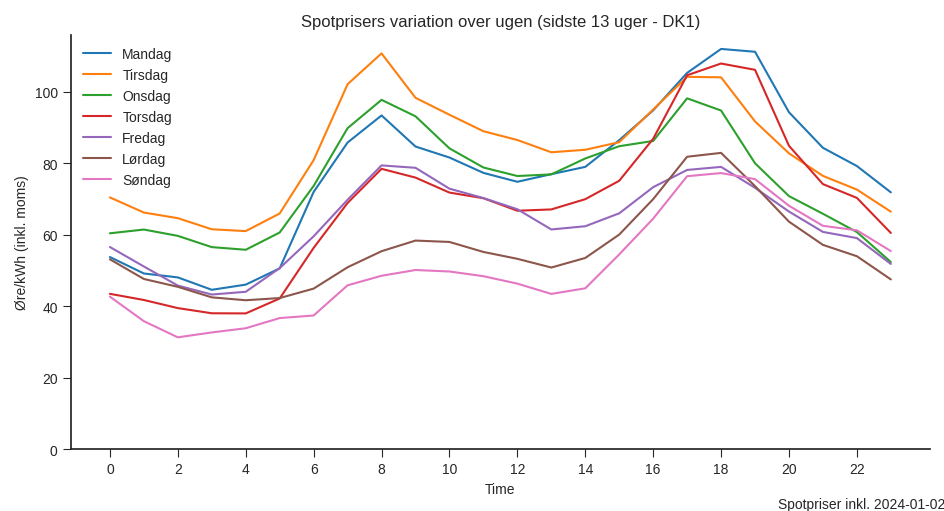 Spotprisers variation over ugen (sidste 13 uger - DK1)
Mandag
Tirsdag
Onsdag
Torsdag
Fredag
Lørdag
Søndag
Øre/kWh (inkl. moms)
100
80
60
40
20
0
0 2 4 6 8 10 12 14 16 18 20 22
Time
Spotpriser inkl. 2024-01-02